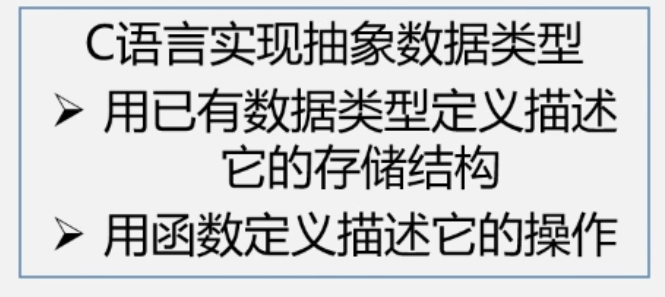 C语言实现抽象数据类型
➢ 用已有数据类型定义描述
它的存储结构
➢ 用函数定义描述它的操作